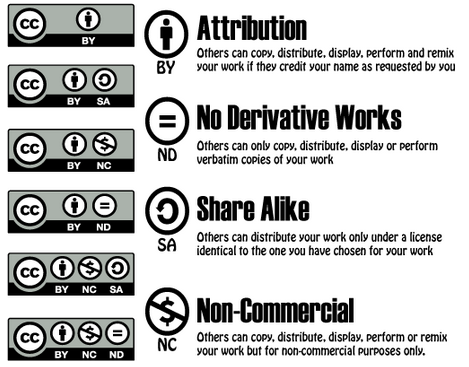 cc
BY
Attribution
BY
Others can copy, distribute, display, perform and remix
your work if they credit your name as requested by you
cc
BY SA
No Derivative Works
ND
Others can only copy, distribute, display or perform
verbatim copies of your work
cc
BY NC
cc
BY ND
Share Alike
SA
Others can distribute your work only under a license
identical to the one you have chosen for your work
cc
BY NC SA
Non-Commercial
NC
Others can copy, distribute, display, perform or remix
your work but for non-commercial purposes only.
cc
BY NC ND